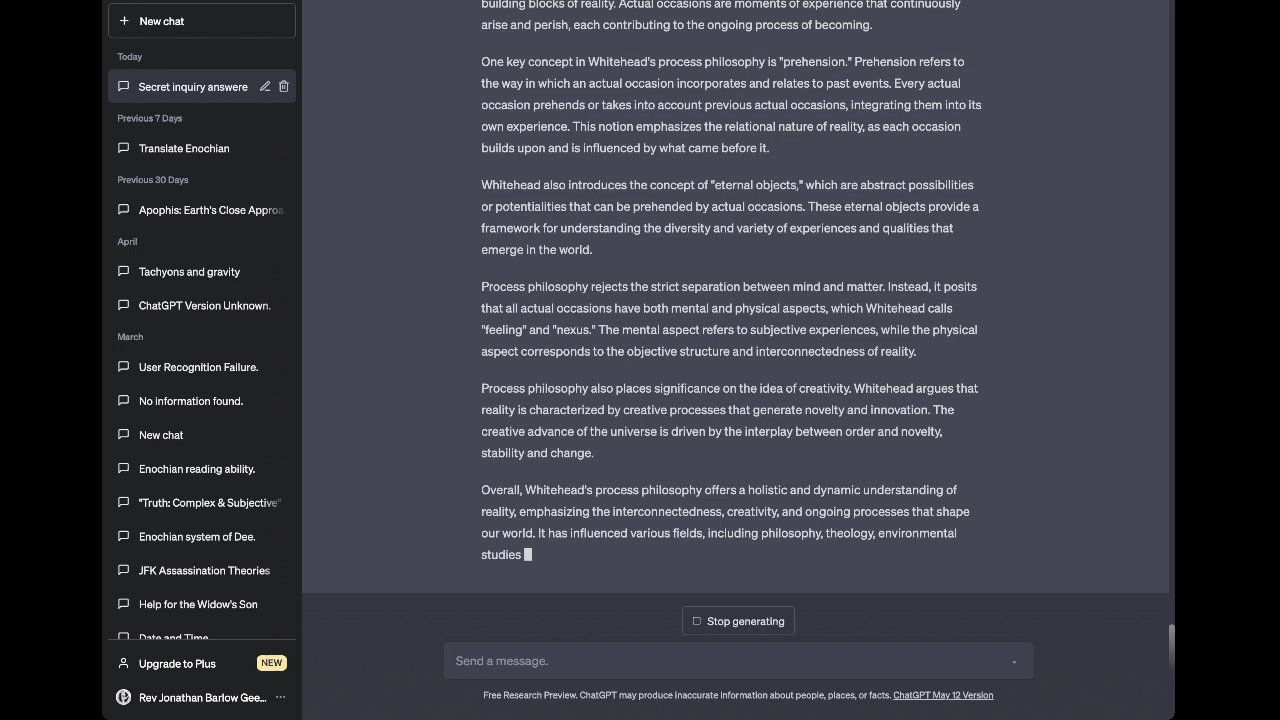 New chat
Today
Secret inquiry answere
Previous 7 Days
Translate Enochian
Previous 30 Days
Apophis: Earth's Close Approa
April
Tachyons and gravity
ChatGPT Version Unknown.
March
User Recognition Failure.
No information found.
New chat
Enochian reading ability.
"Truth: Complex & Subjective"
Enochian system of Dee.
JFK Assassination Theories
Help for the Widow's Son
Date and Time
Upgrade to Plus
NEW
Rev Jonathan Barlow Gee...
building blocks of reality. Actual occasions are moments of experience that continuously
arise and perish, each contributing to the ongoing process of becoming.
One key concept in Whitehead's process philosophy is "prehension." Prehension refers to
the way in which an actual occasion incorporates and relates to past events. Every actual
occasion prehends or takes into account previous actual occasions, integrating them into its
own experience. This notion emphasizes the relational nature of reality, as each occasion
builds upon and is influenced by what came before it.
Whitehead also introduces the concept of "eternal objects," which are abstract possibilities
or potentialities that can be prehended by actual occasions. These eternal objects provide a
framework for understanding the diversity and variety of experiences and qualities that
emerge in the world.
Process philosophy rejects the strict separation between mind and matter. Instead, it posits
that all actual occasions have both mental and physical aspects, which Whitehead calls
"feeling" and "nexus." The mental aspect refers to subjective experiences, while the physical
aspect corresponds to the objective structure and interconnectedness of reality.
Process philosophy also places significance on the idea of creativity. Whitehead argues that
reality is characterized by creative processes that generate novelty and innovation. The
creative advance of the universe is driven by the interplay between order and novelty,
stability and change.
Overall, Whitehead's process philosophy offers a holistic and dynamic understanding of
reality, emphasizing the interconnectedness, creativity, and ongoing processes that shape
our world. It has influenced various fields, including philosophy, theology, environmental
studies
Stop generating
Send a message.
Free Research Preview. ChatGPT may produce inaccurate information about people, places, or facts. ChatGPT May 12 Version